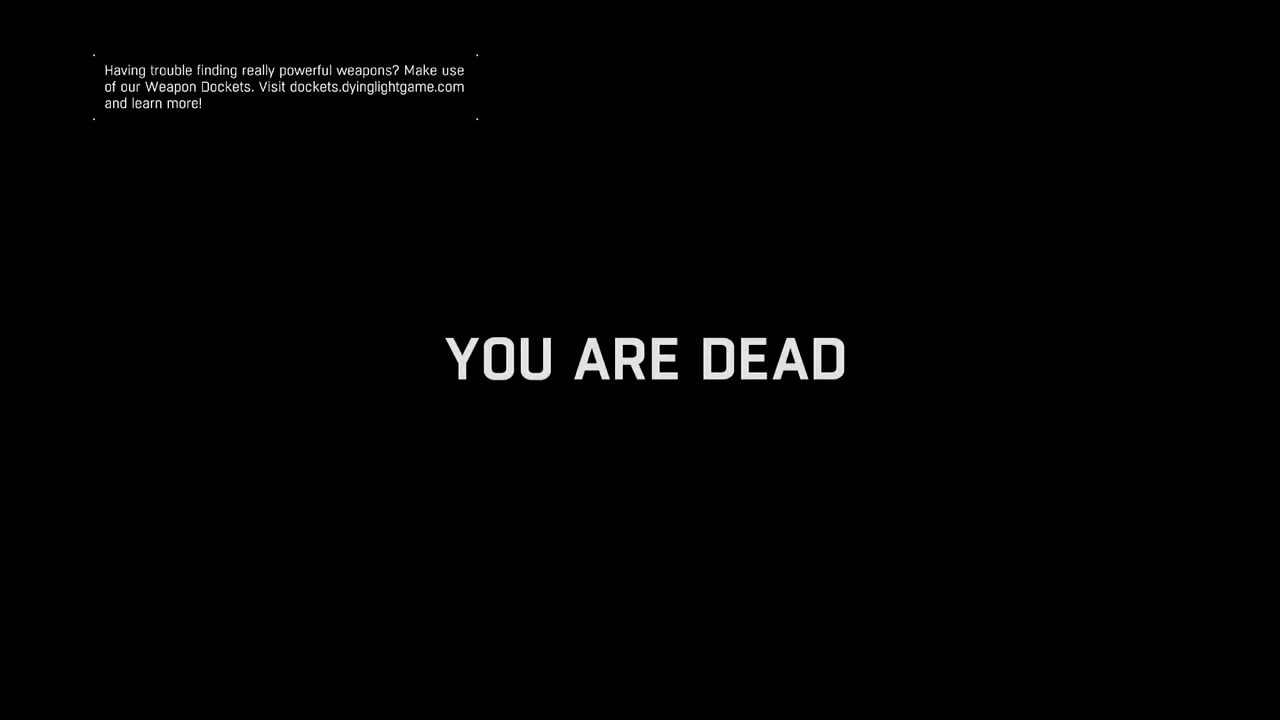 Having trouble finding really powerful weapons? Make use
of our Weapon Dockets. Visit dockets.dyinglightgame.com
and learn more!
YOU ARE DEAD